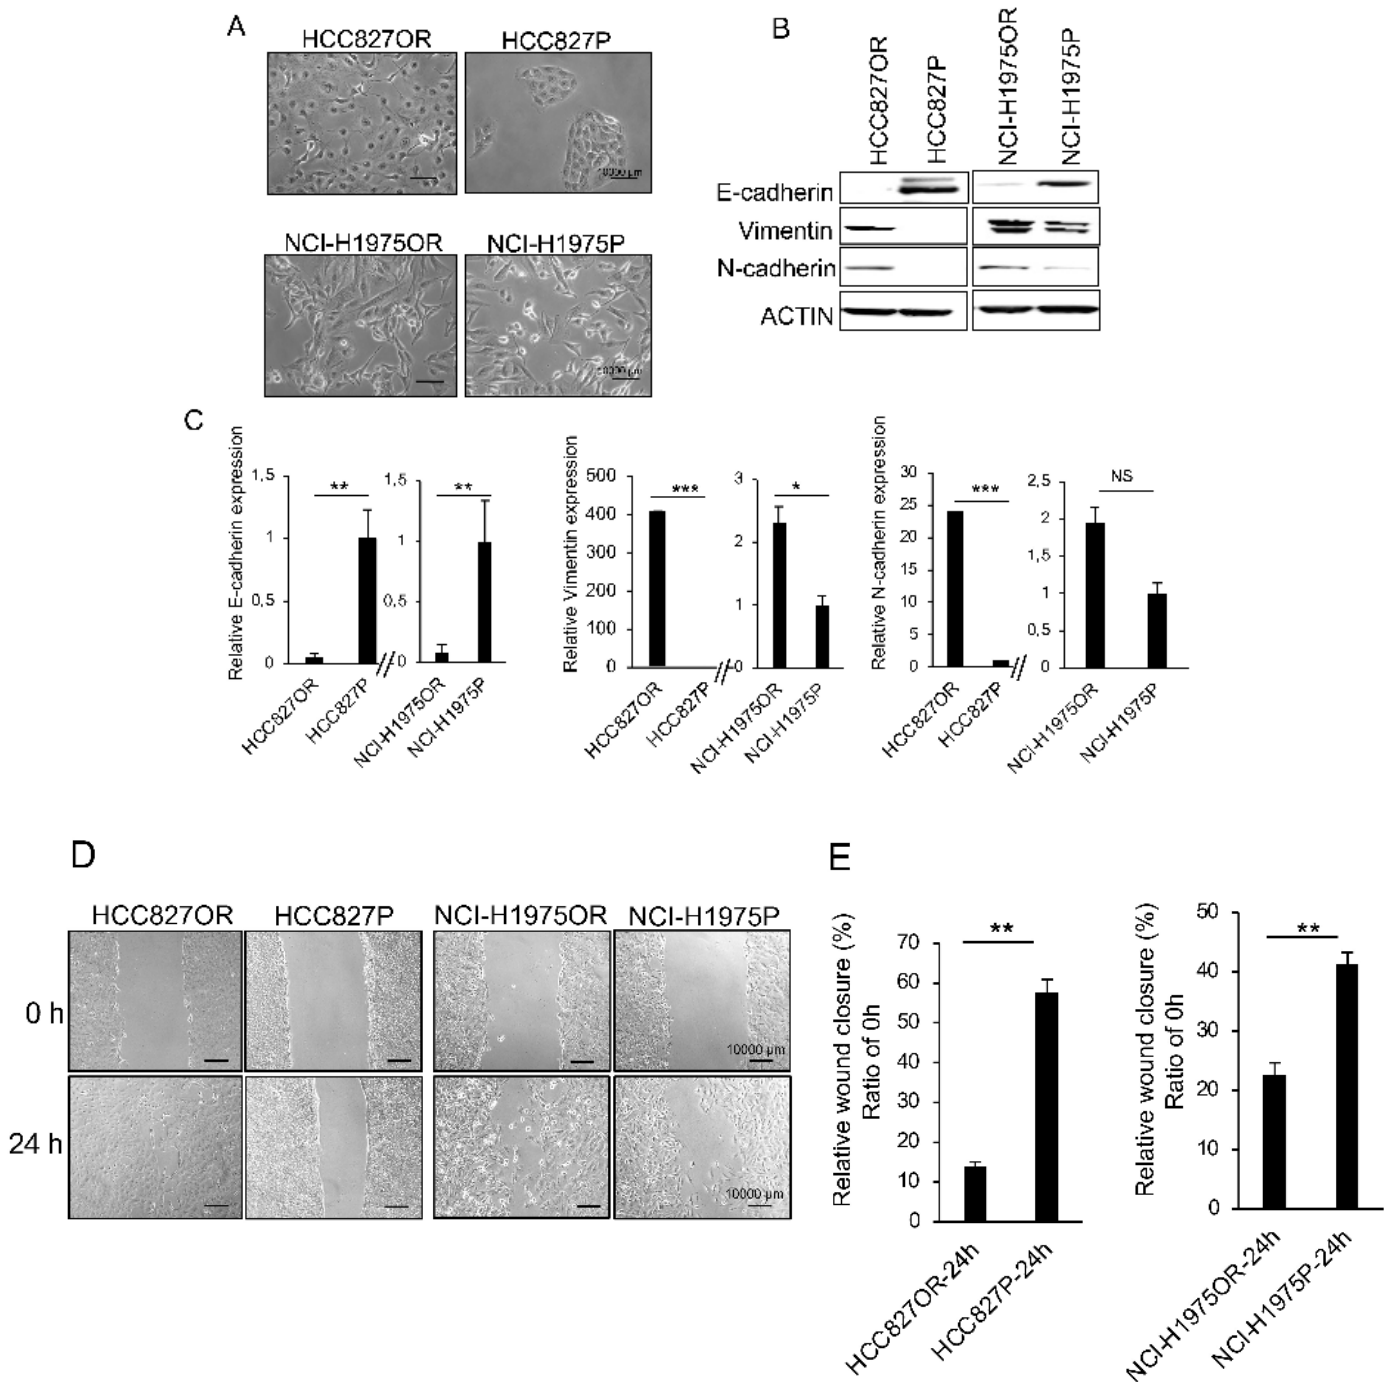 A
HCC827OR
HCC827P
10000 µm
NCI-H1975OR
NCI-H1975P
10000 µm
B
HCC827OR
HCC827P
NCI-H1975OR
NCI-H1975P
E-cadherin
Vimentin
N-cadherin
ACTIN
C
Relative E-cadherin expression
1,5
1
0,5
0
**
HCC827OR
HCC827P
1,5
1
0,5
0
**
NCI-H1975OR
NCI-H1975P
Relative Vimentin expression
500
400
300
200
100
0
***
HCC827OR
HCC827P
3
2
1
0
*
NCI-H1975OR
NCI-H1975P
Relative N-cadherin expression
30
25
20
15
10
5
0
***
HCC827OR
HCC827P
2,5
2
1,5
1
0,5
0
NS
NCI-H1975OR
NCI-H1975P
D
HCC827OR
HCC827P
NCI-H1975OR
NCI-H1975P
0 h
10000 µm
24 h
10000 µm
E
Relative wound closure (%)
Ratio of 0h
70
60
50
40
30
20
10
0
**
HCC827OR-24h
HCC827P-24h
Relative wound closure (%)
Ratio of 0h
50
40
30
20
10
0
**
NCI-H1975OR-24h
NCI-H1975P-24h